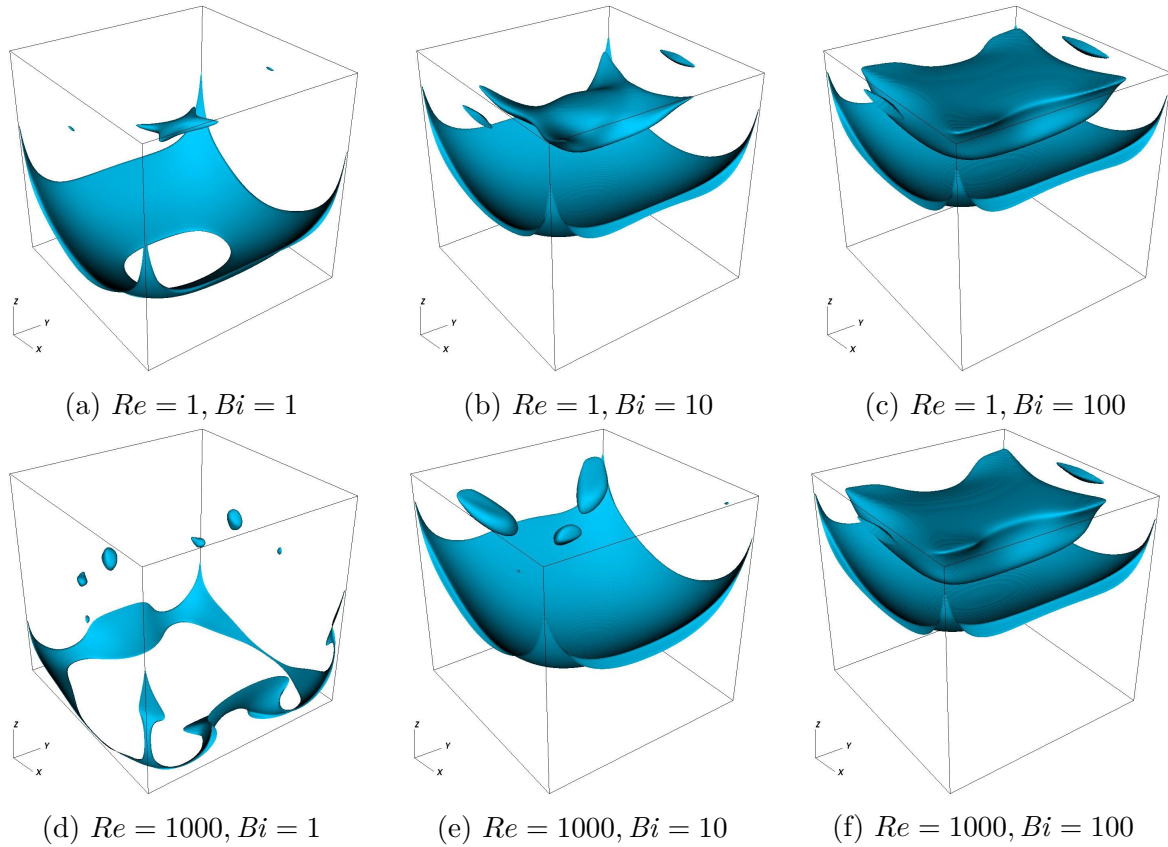 z
Y
X
z
Y
X
z
Y
X
(a) Re = 1, Bi = 1
(b) Re = 1, Bi = 10
(c) Re = 1, Bi = 100
z
Y
X
z
Y
X
z
Y
X
(d) Re = 1000, Bi = 1
(e) Re = 1000, Bi = 10
(f) Re = 1000, Bi = 100